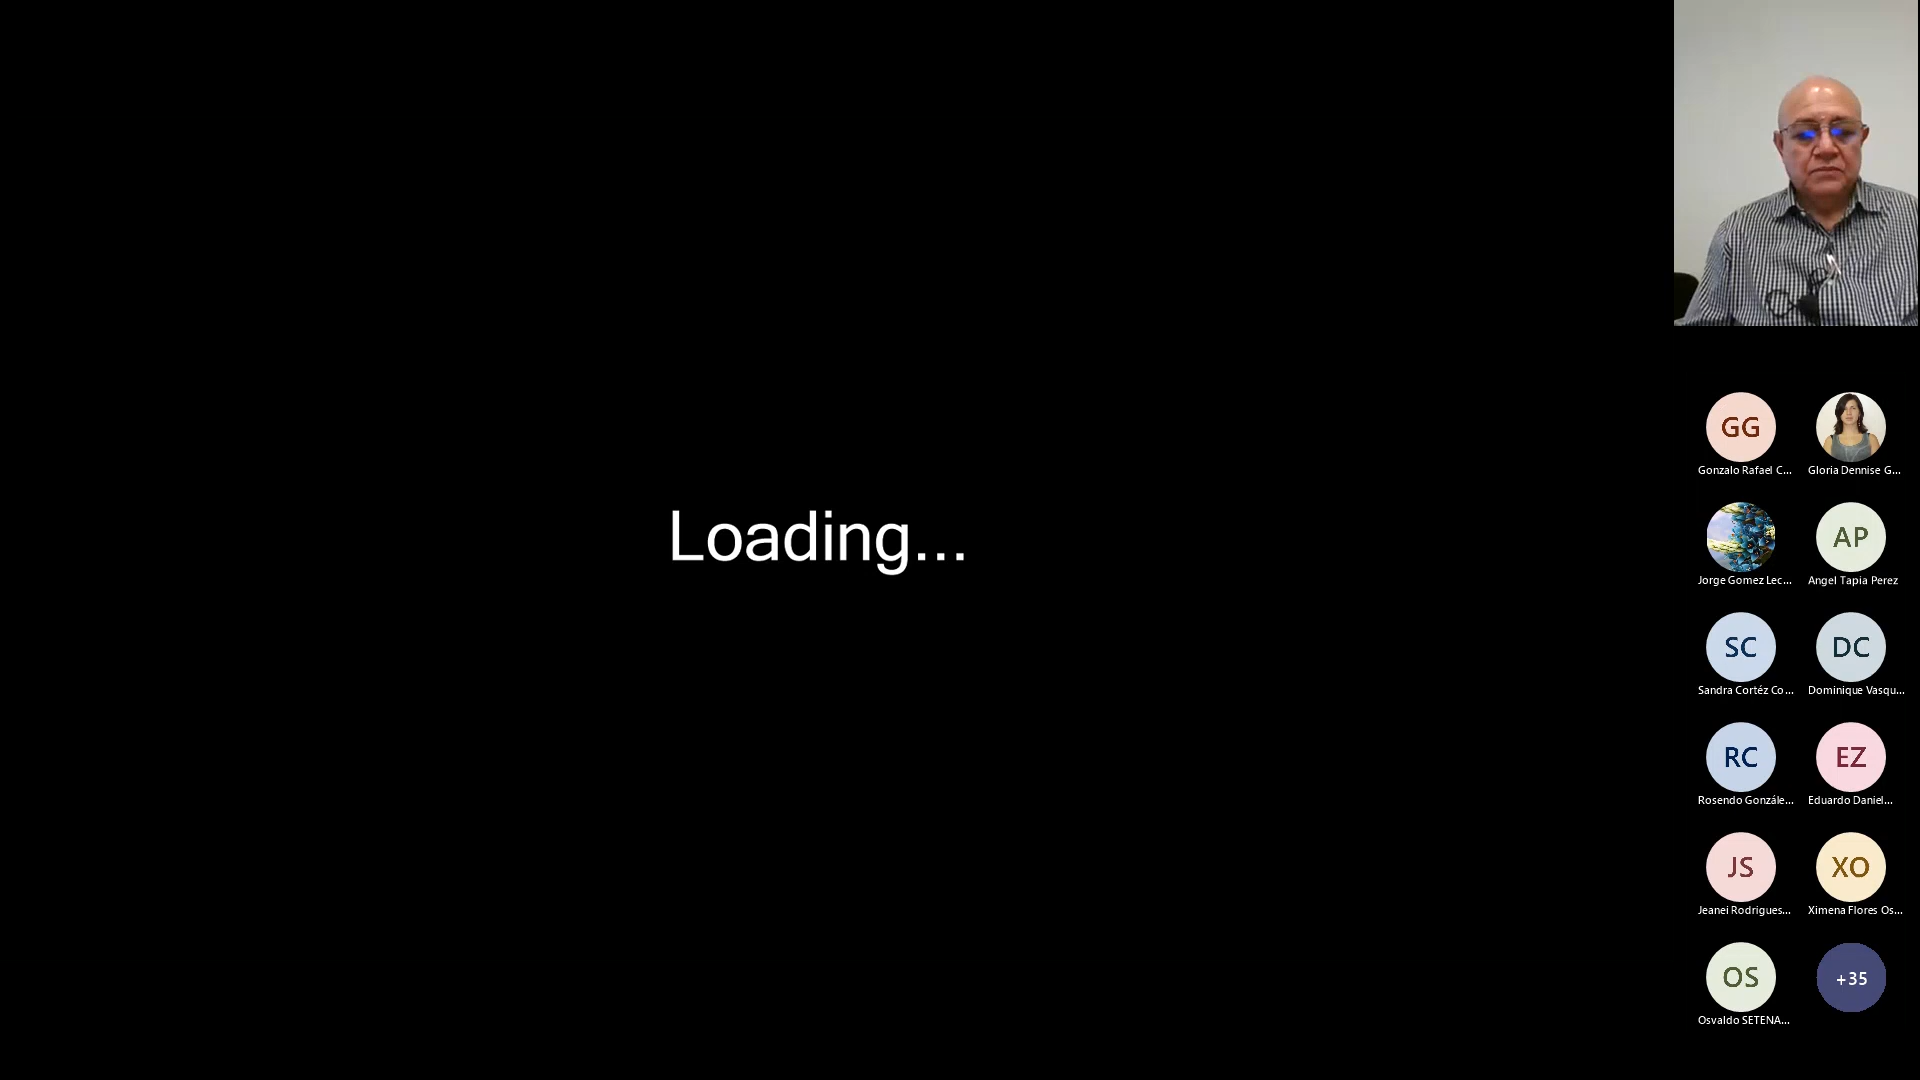 Loading...
GG
Gonzalo Rafael C...
Gloria Dennise G...
Jorge Gomez Lec...
AP
Angel Tapia Perez
SC
Sandra Cortéz Co...
DC
Dominique Vasqu...
RC
Rosendo Gonzále...
EZ
Eduardo Daniel...
JS
Jeanei Rodrigues...
XO
Ximena Flores Os...
OS
Osvaldo SETENA...
+35